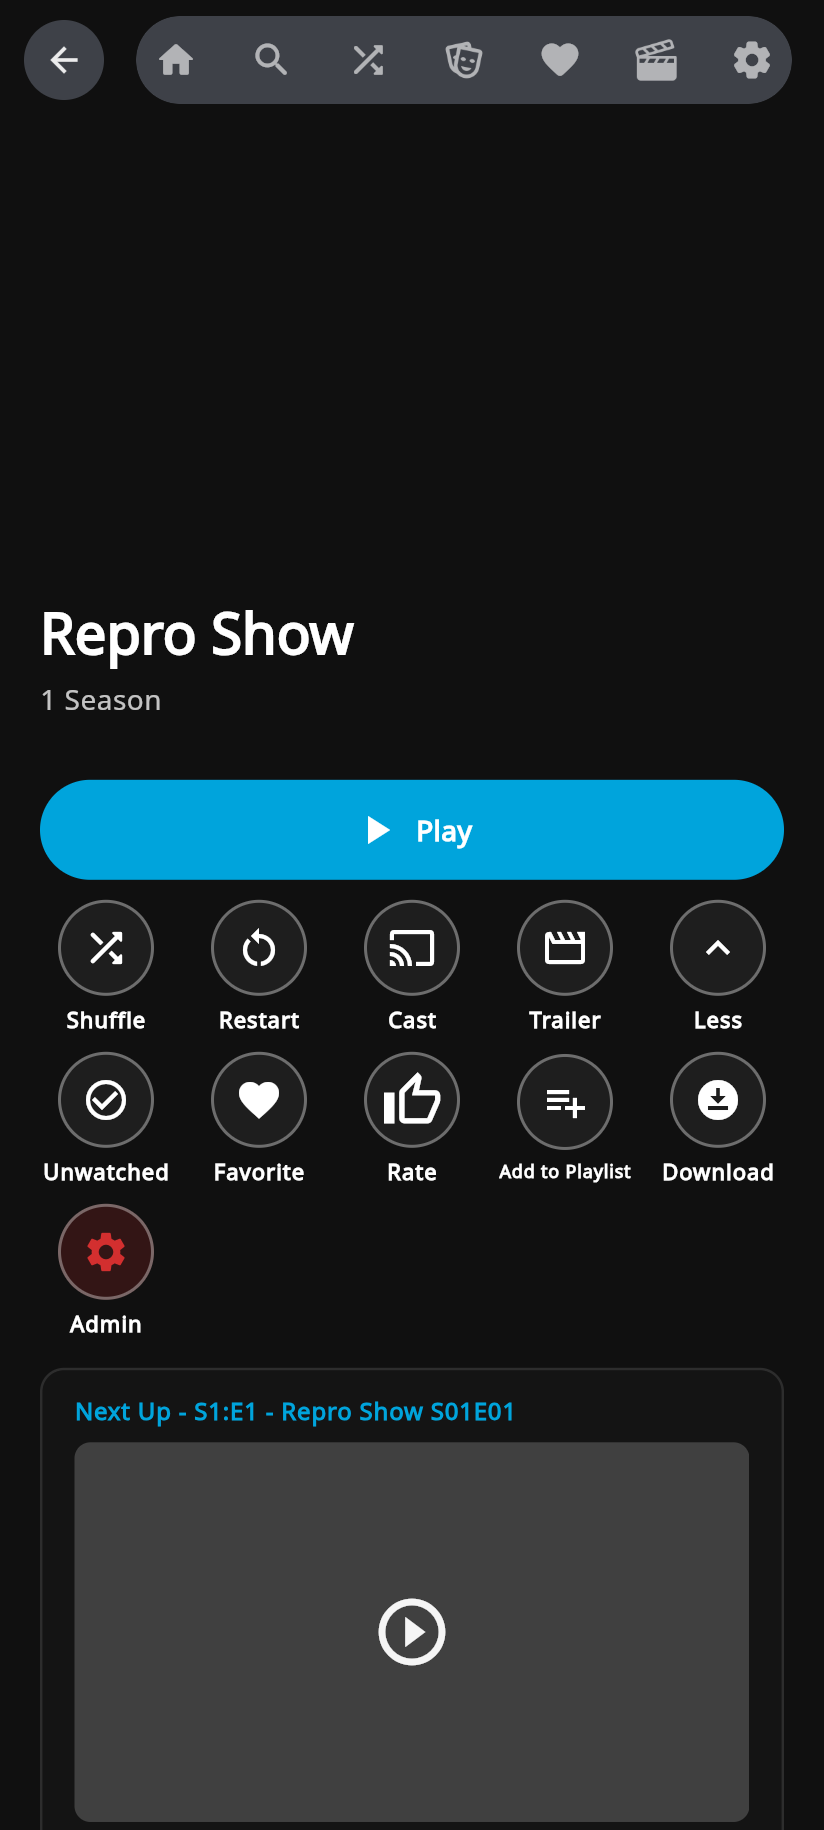 Repro Show
1 Season
Play
Shuffle
Restart
Cast
Trailer
Less
Unwatched
Favorite
Rate
Add to Playlist
Download
Admin
Next Up - S1:E1 - Repro Show S01E01